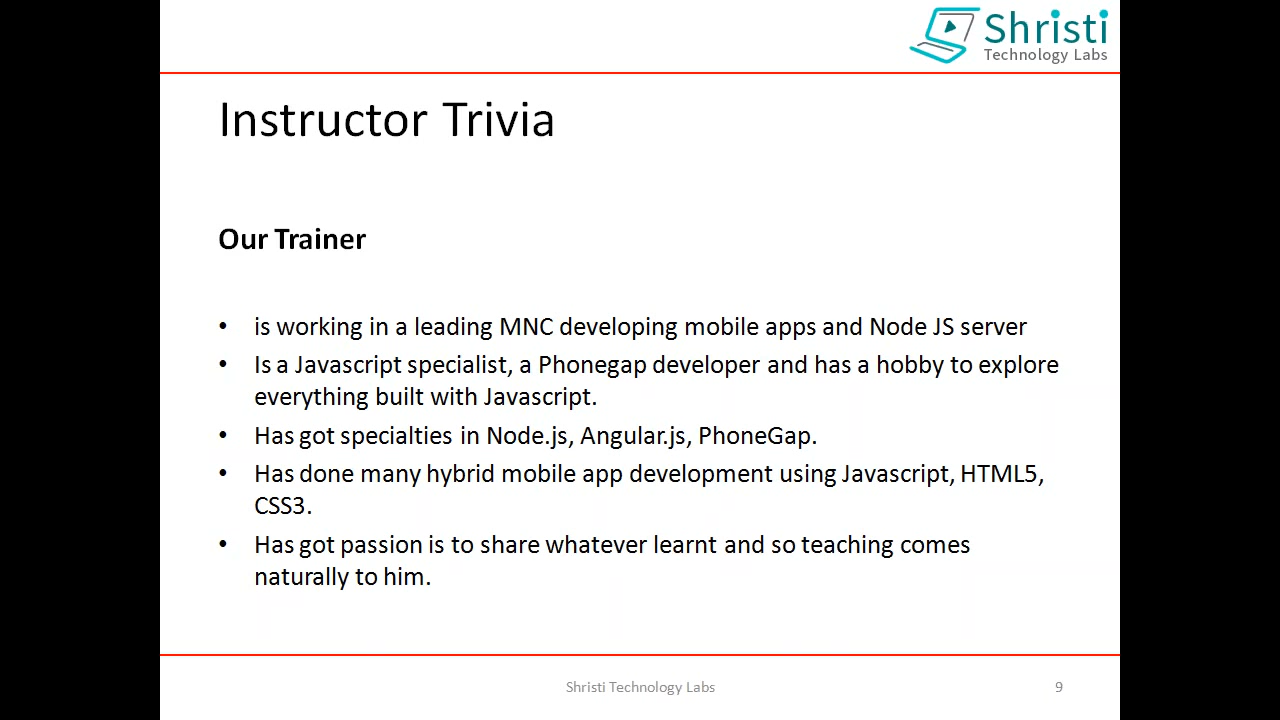 Shristi
Technology Labs
Instructor Trivia
Our Trainer
• is working in a leading MNC developing mobile apps and Node JS server
• Is a Javascript specialist, a Phonegap developer and has a hobby to explore
everything built with Javascript.
• Has got specialties in Node.js, Angular.js, PhoneGap.
• Has done many hybrid mobile app development using Javascript, HTML5,
CSS3.
• Has got passion is to share whatever learnt and so teaching comes
naturally to him.
Shristi Technology Labs
9